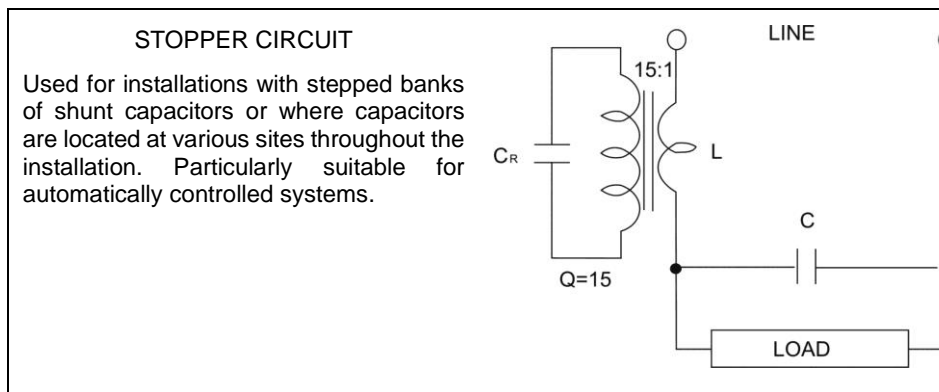 STOPPER CIRCUIT
Used for installations with stepped banks
of shunt capacitors or where capacitors
are located at various sites throughout the
installation. Particularly suitable for
automatically controlled systems.
LINE
15:1
CR
L
C
Q=15
LOAD